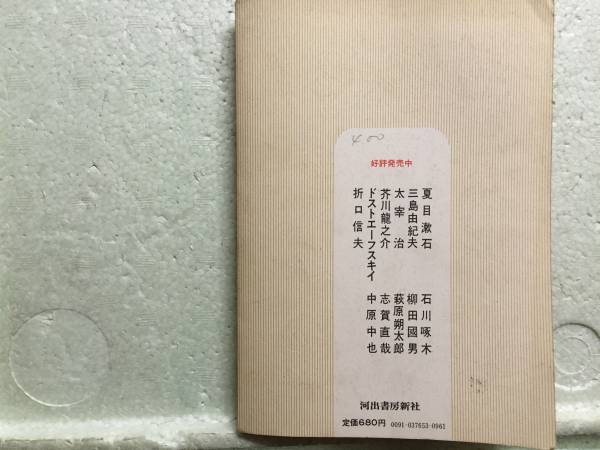 400
好評発売中
夏目漱石
三島由紀夫
太宰治
芥川龍之介
ドストエーフスキイ
折口信夫
石川啄木
柳田國男
萩原朔太郎
志賀直哉
中原中也
河出書房新社
定価680円 0091-037653-0961